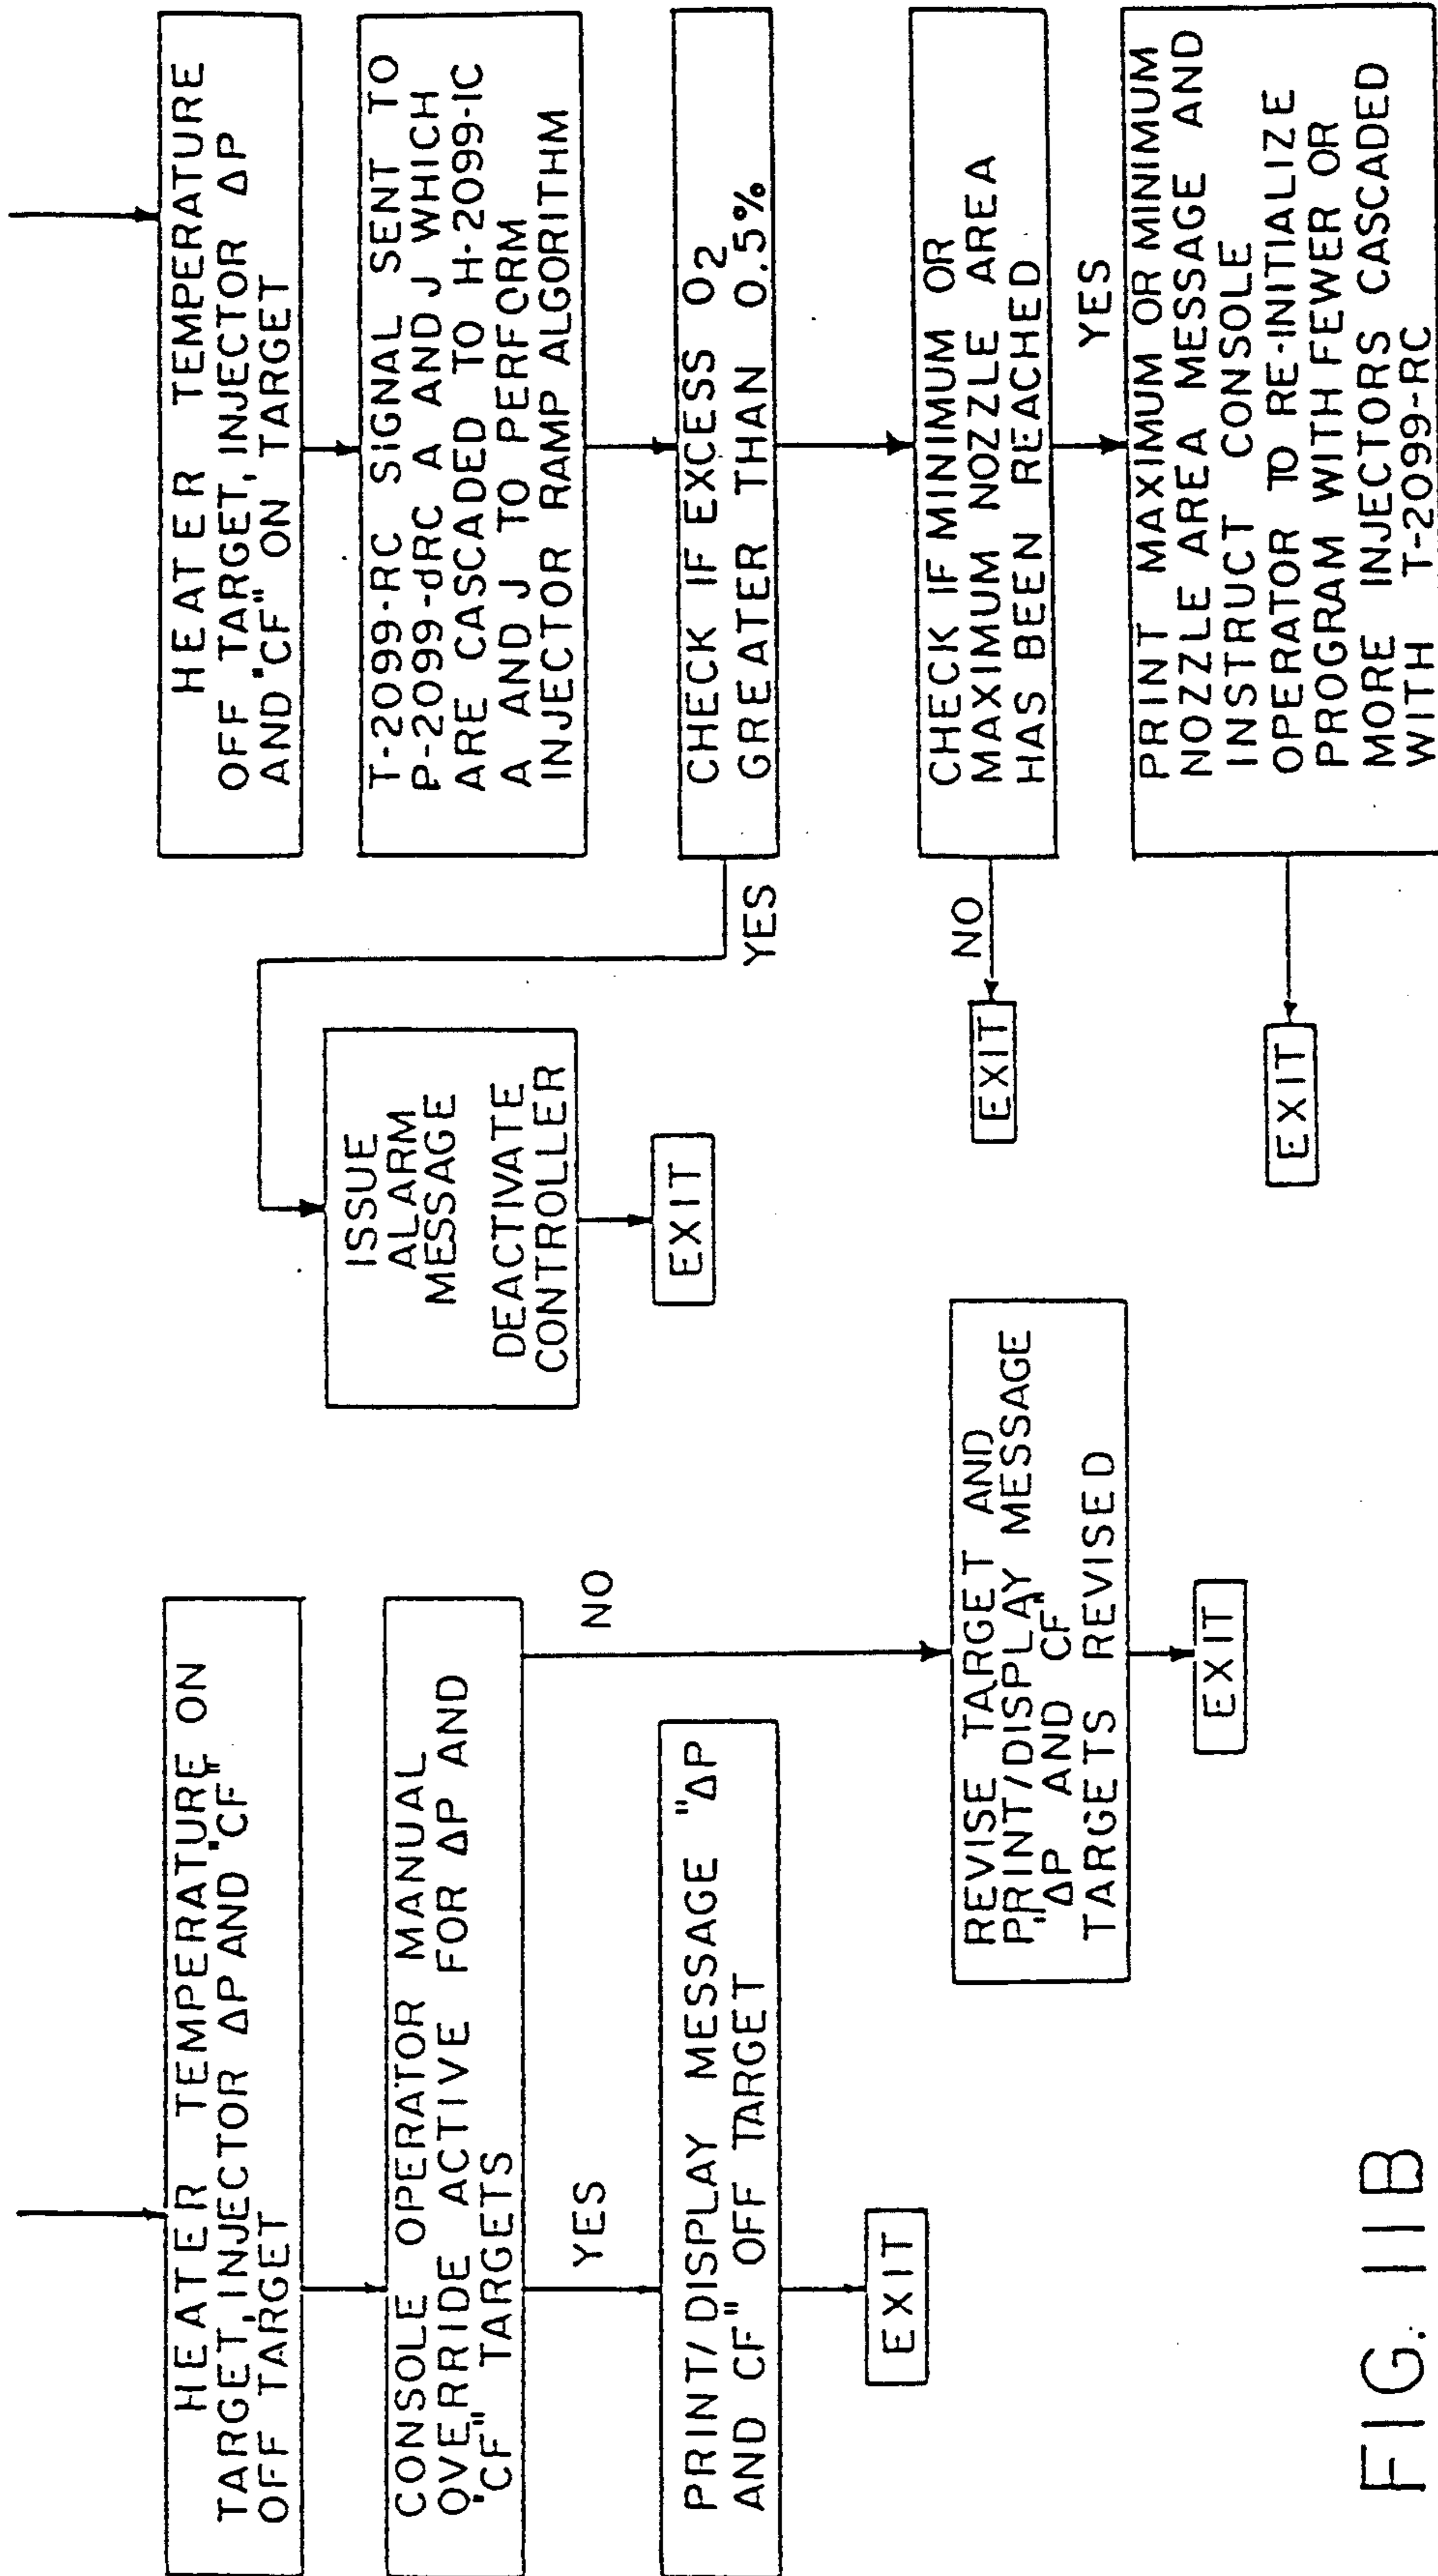 HEATER TEMPERATURE ON
TARGET, INJECTOR ΔP AND "CF"
OFF TARGET
CONSOLE OPERATOR MANUAL
OVERRIDE ACTIVE FOR ΔP AND
"CF" TARGETS
YES
NO
PRINT/DISPLAY MESSAGE "ΔP
AND CF" OFF TARGET
EXIT
REVISE TARGET AND
PRINT/DISPLAY MESSAGE
"ΔP AND CF"
TARGETS REVISED
EXIT
HEATER TEMPERATURE
OFF TARGET, INJECTOR ΔP
AND "CF" ON TARGET
T-2099-RC SIGNAL SENT TO
P-2099-dRC A AND J WHICH
ARE CASCADED TO H-2099-IC
A AND J TO PERFORM
INJECTOR RAMP ALGORITHM
CHECK IF EXCESS O2
GREATER THAN 0.5%
YES
ISSUE
ALARM
MESSAGE
DEACTIVATE
CONTROLLER
EXIT
CHECK IF MINIMUM OR
MAXIMUM NOZZLE AREA
HAS BEEN REACHED
NO
EXIT
YES
PRINT MAXIMUM OR MINIMUM
NOZZLE AREA MESSAGE AND
INSTRUCT CONSOLE
OPERATOR TO RE-INITIALIZE
PROGRAM WITH FEWER OR
MORE INJECTORS CASCADED
WITH T-2099-RC
EXIT
FIG. 11B